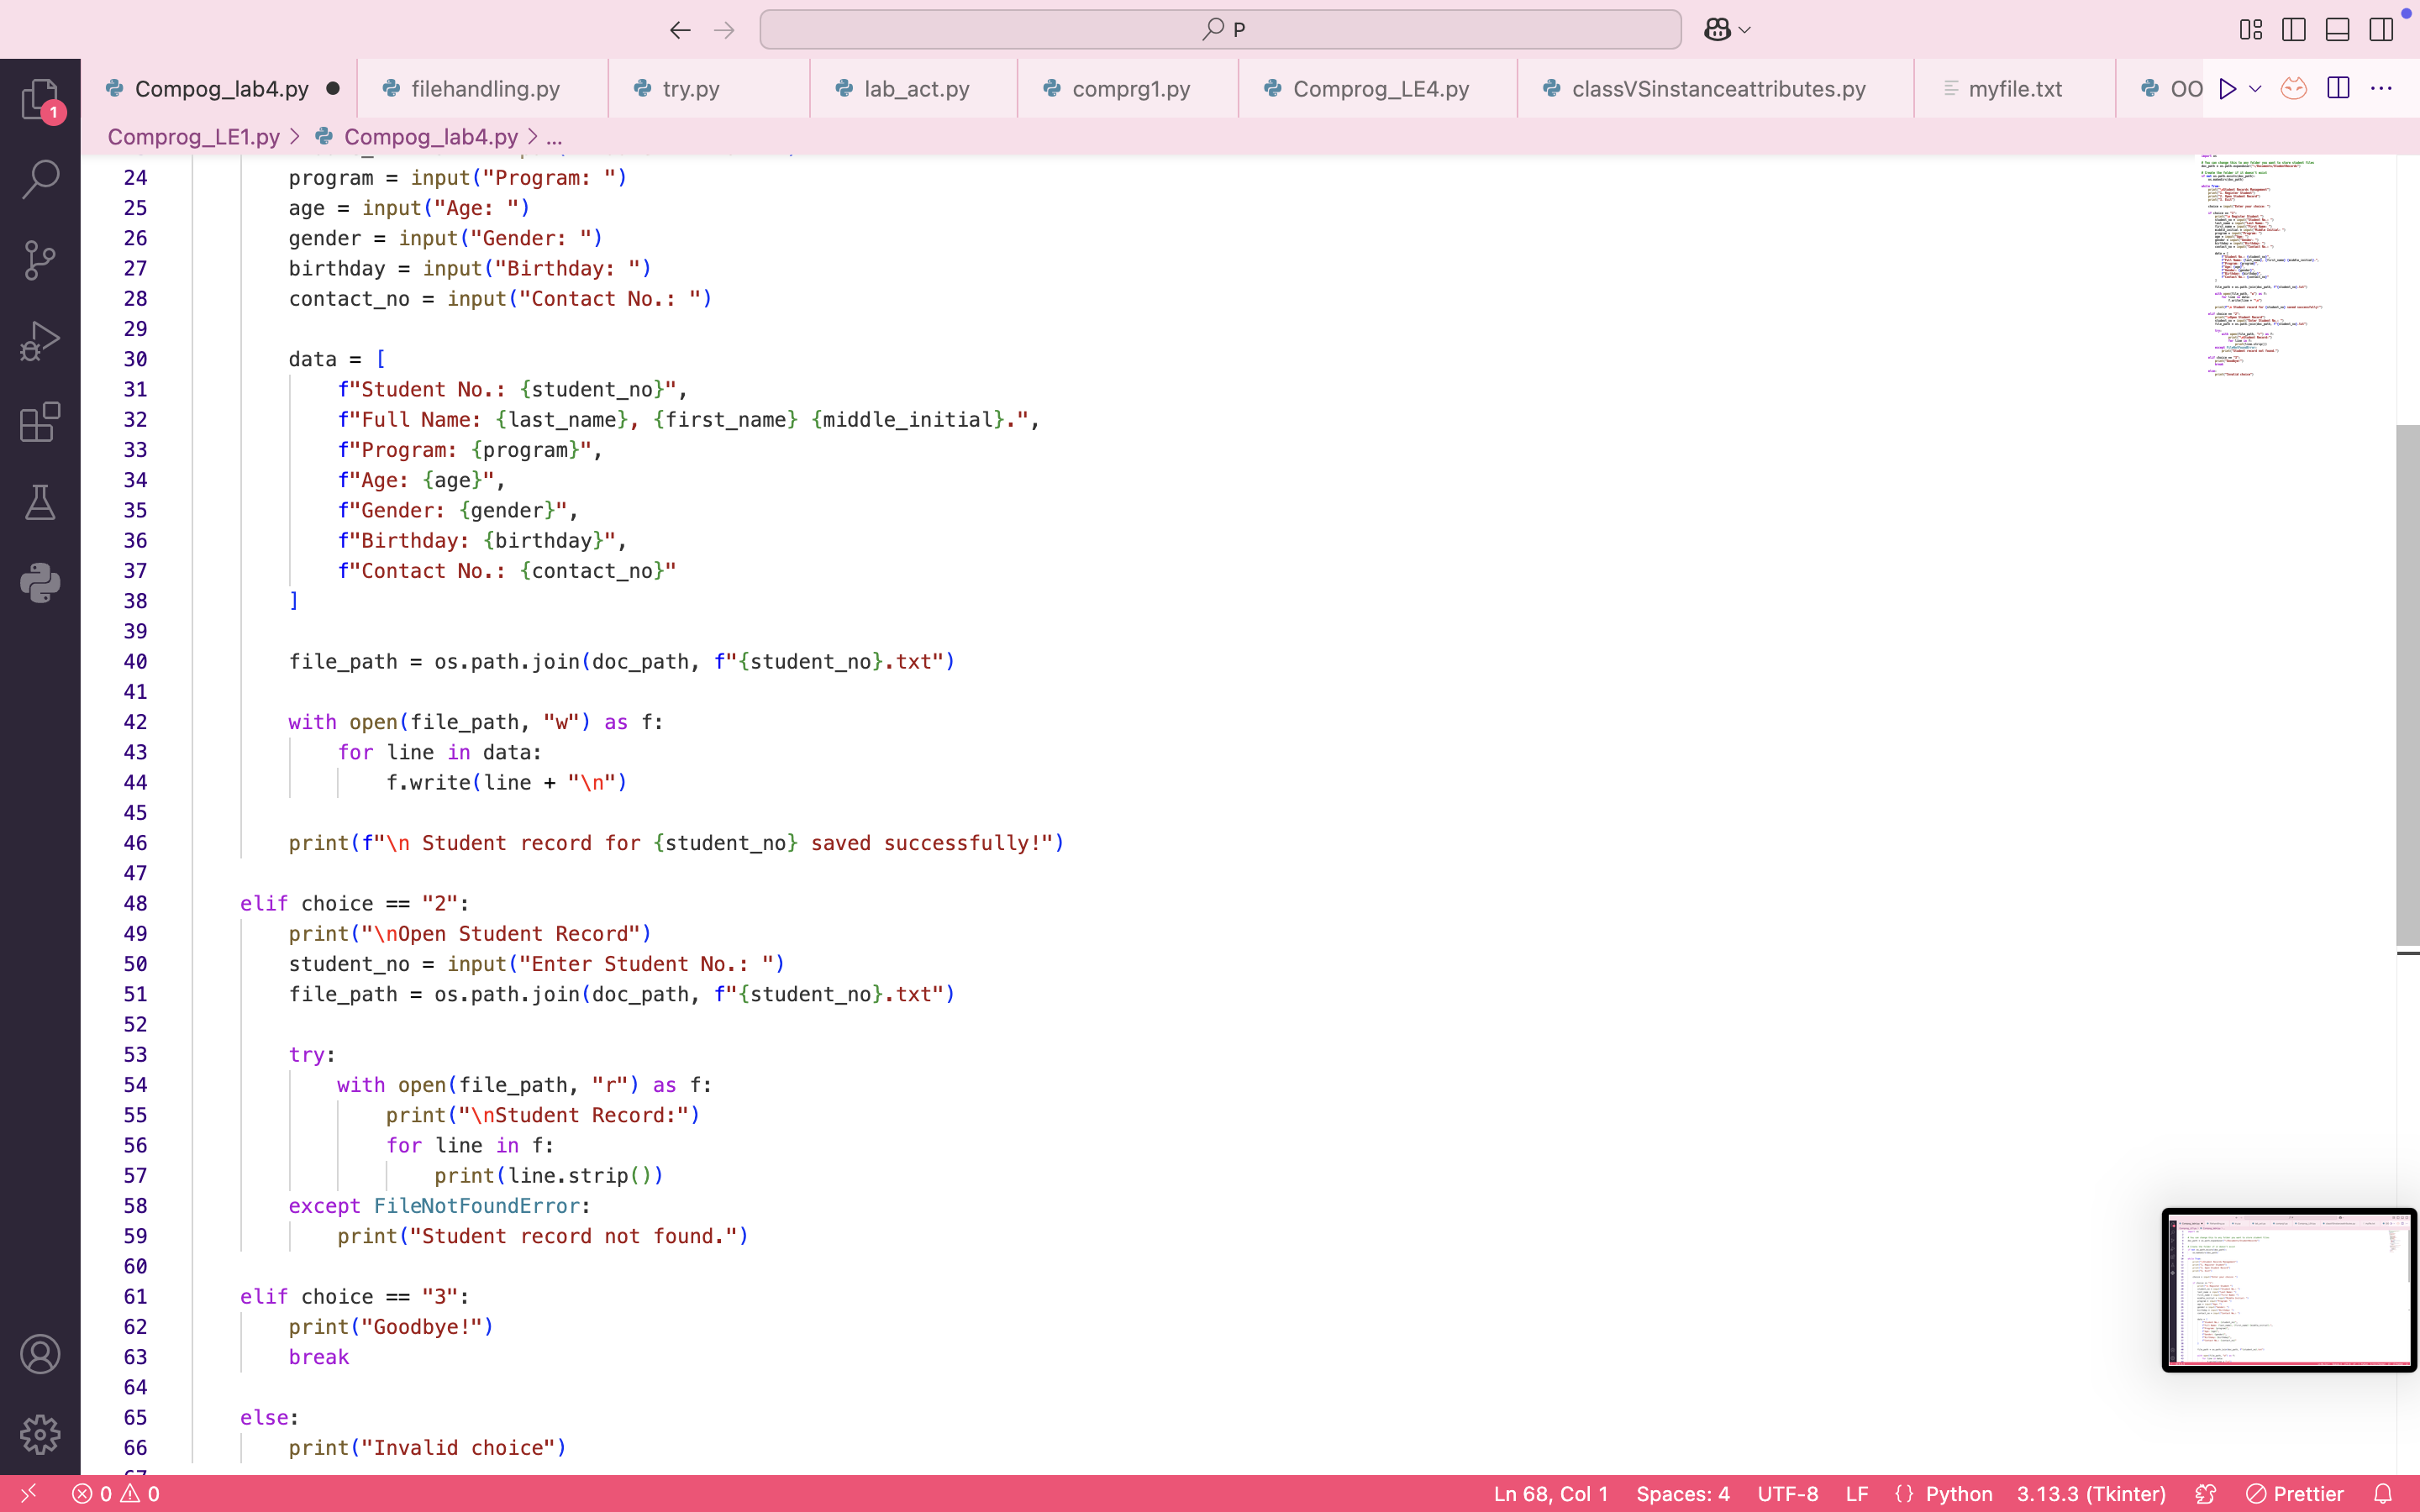 P
1
Compog_lab4.py
filehandling.py
try.py
lab_act.py
comprg1.py
Comprog_LE4.py
classVSinstanceattributes.py
myfile.txt
OO
Comprog_LE1.py > Compog_lab4.py > ...
24 program = input("Program: ")
25 age = input("Age: ")
26 gender = input("Gender: ")
27 birthday = input("Birthday: ")
28 contact_no = input("Contact No.: ")
29
30 data = [
31 f"Student No.: {student_no}",
32 f"Full Name: {last_name}, {first_name} {middle_initial}.",
33 f"Program: {program}",
34 f"Age: {age}",
35 f"Gender: {gender}",
36 f"Birthday: {birthday}",
37 f"Contact No.: {contact_no}"
38 ]
39
40 file_path = os.path.join(doc_path, f"{student_no}.txt")
41
42 with open(file_path, "w") as f:
43 for line in data:
44 f.write(line + "\n")
45
46 print(f"\n Student record for {student_no} saved successfully!")
47
48 elif choice == "2":
49 print("\nOpen Student Record")
50 student_no = input("Enter Student No.: ")
51 file_path = os.path.join(doc_path, f"{student_no}.txt")
52
53 try:
54 with open(file_path, "r") as f:
55 print("\nStudent Record:")
56 for line in f:
57 print(line.strip())
58 except FileNotFoundError:
59 print("Student record not found.")
60
61 elif choice == "3":
62 print("Goodbye!")
63 break
64
65 else:
66 print("Invalid choice")
67
0 0 Ln 68, Col 1 Spaces: 4 UTF-8 LF {} Python 3.13.3 (Tkinter) Prettier